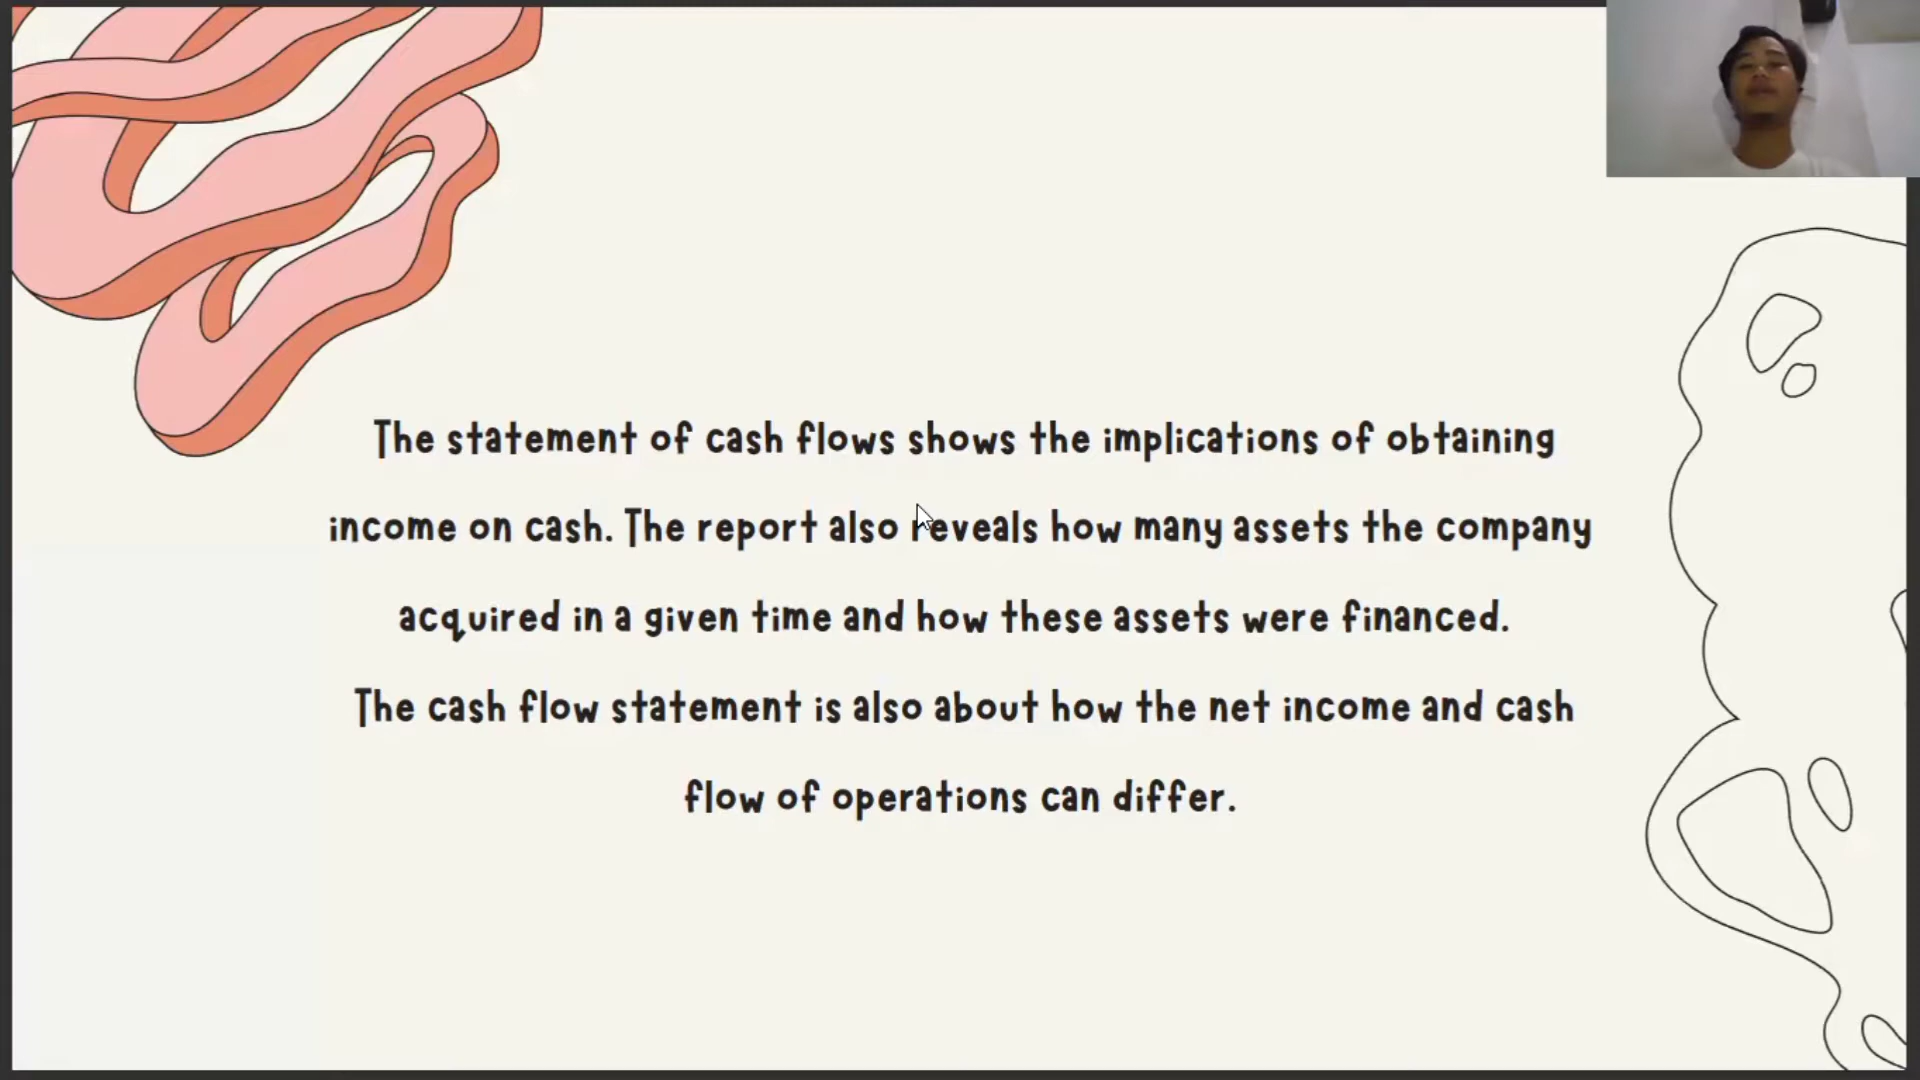 The statement of cash flows shows the implications of obtaining
income on cash. The report also reveals how many assets the company
acquired in a given time and how these assets were financed.
The cash flow statement is also about how the net income and cash
flow of operations can differ.